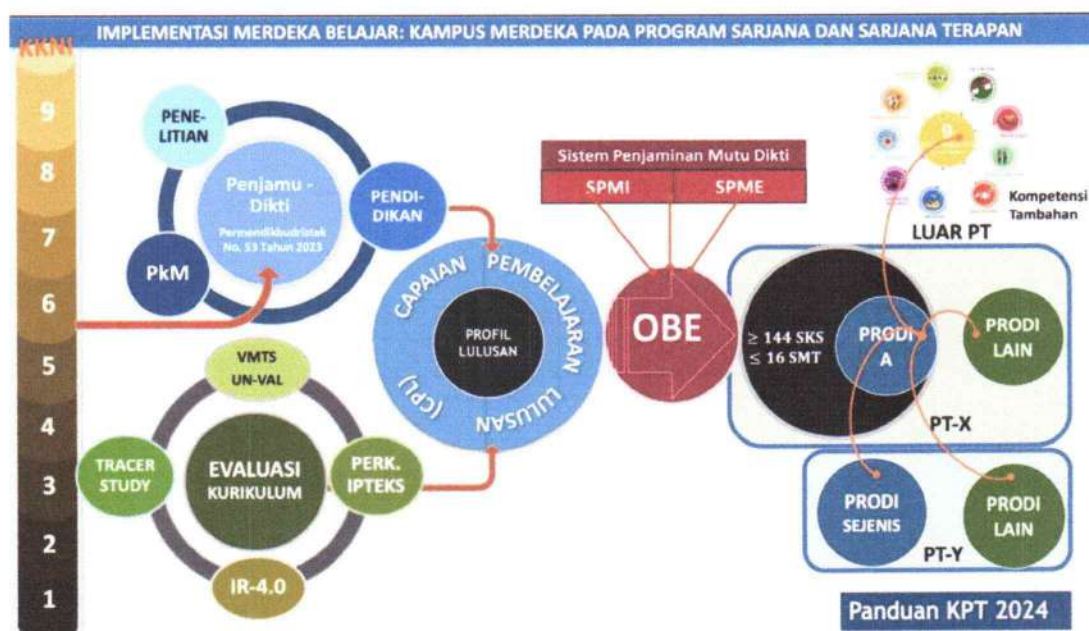 IMPLEMENTASI MERDEKA BELAJAR: KAMPUS MERDEKA PADA PROGRAM SARJANA DAN SARJANA TERAPAN
KKNI
9
8
7
6
5
4
3
2
1
PENE-
LITIAN
Penjamu -
Dikti
Permendikbudristek
No. 53 Tahun 2023
PENDI-
DIKAN
PkM
VMTS
UN-VAL
TRACER
STUDY
EVALUASI
KURIKULUM
PERK.
IPTEKS
IR-4.0
CAPAIAN PEMBELAJARAN
LULUSAN (CPL)
PROFIL
LULUSAN
Sistem Penjaminan Mutu Dikti
SPMI
SPME
OBE
Kompetensi
Tambahan
LUAR PT
≥ 144 SKS
≤ 16 SMT
PRODI
A
PRODI
LAIN
PT-X
PRODI
SEJENIS
PRODI
LAIN
PT-Y
Panduan KPT 2024